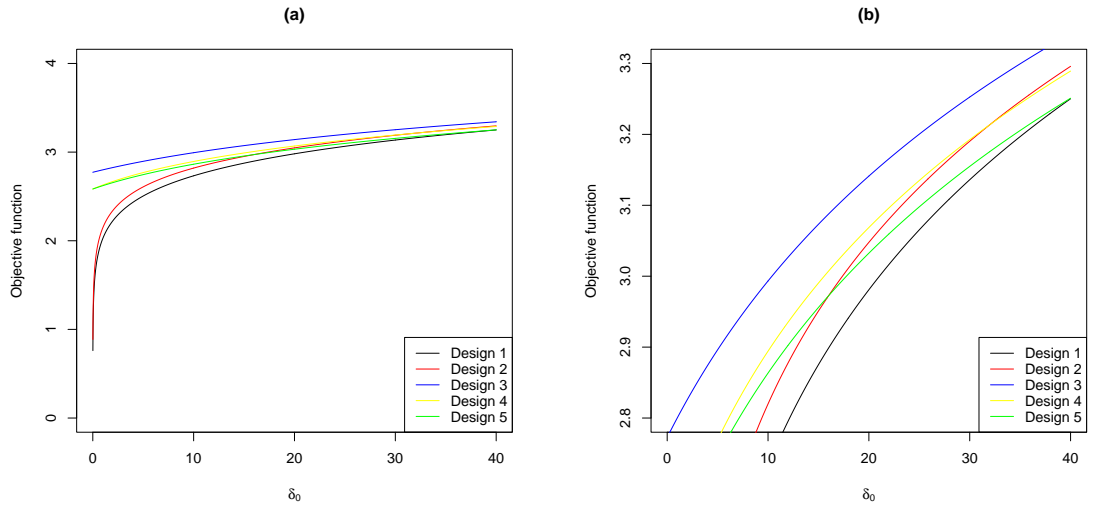 (a)
Objective function
4
3
2
1
0
0 10 20 30 40
δ0
Design 1
Design 2
Design 3
Design 4
Design 5
(b)
Objective function
3.3
3.2
3.1
3.0
2.9
2.8
0 10 20 30 40
δ0
Design 1
Design 2
Design 3
Design 4
Design 5